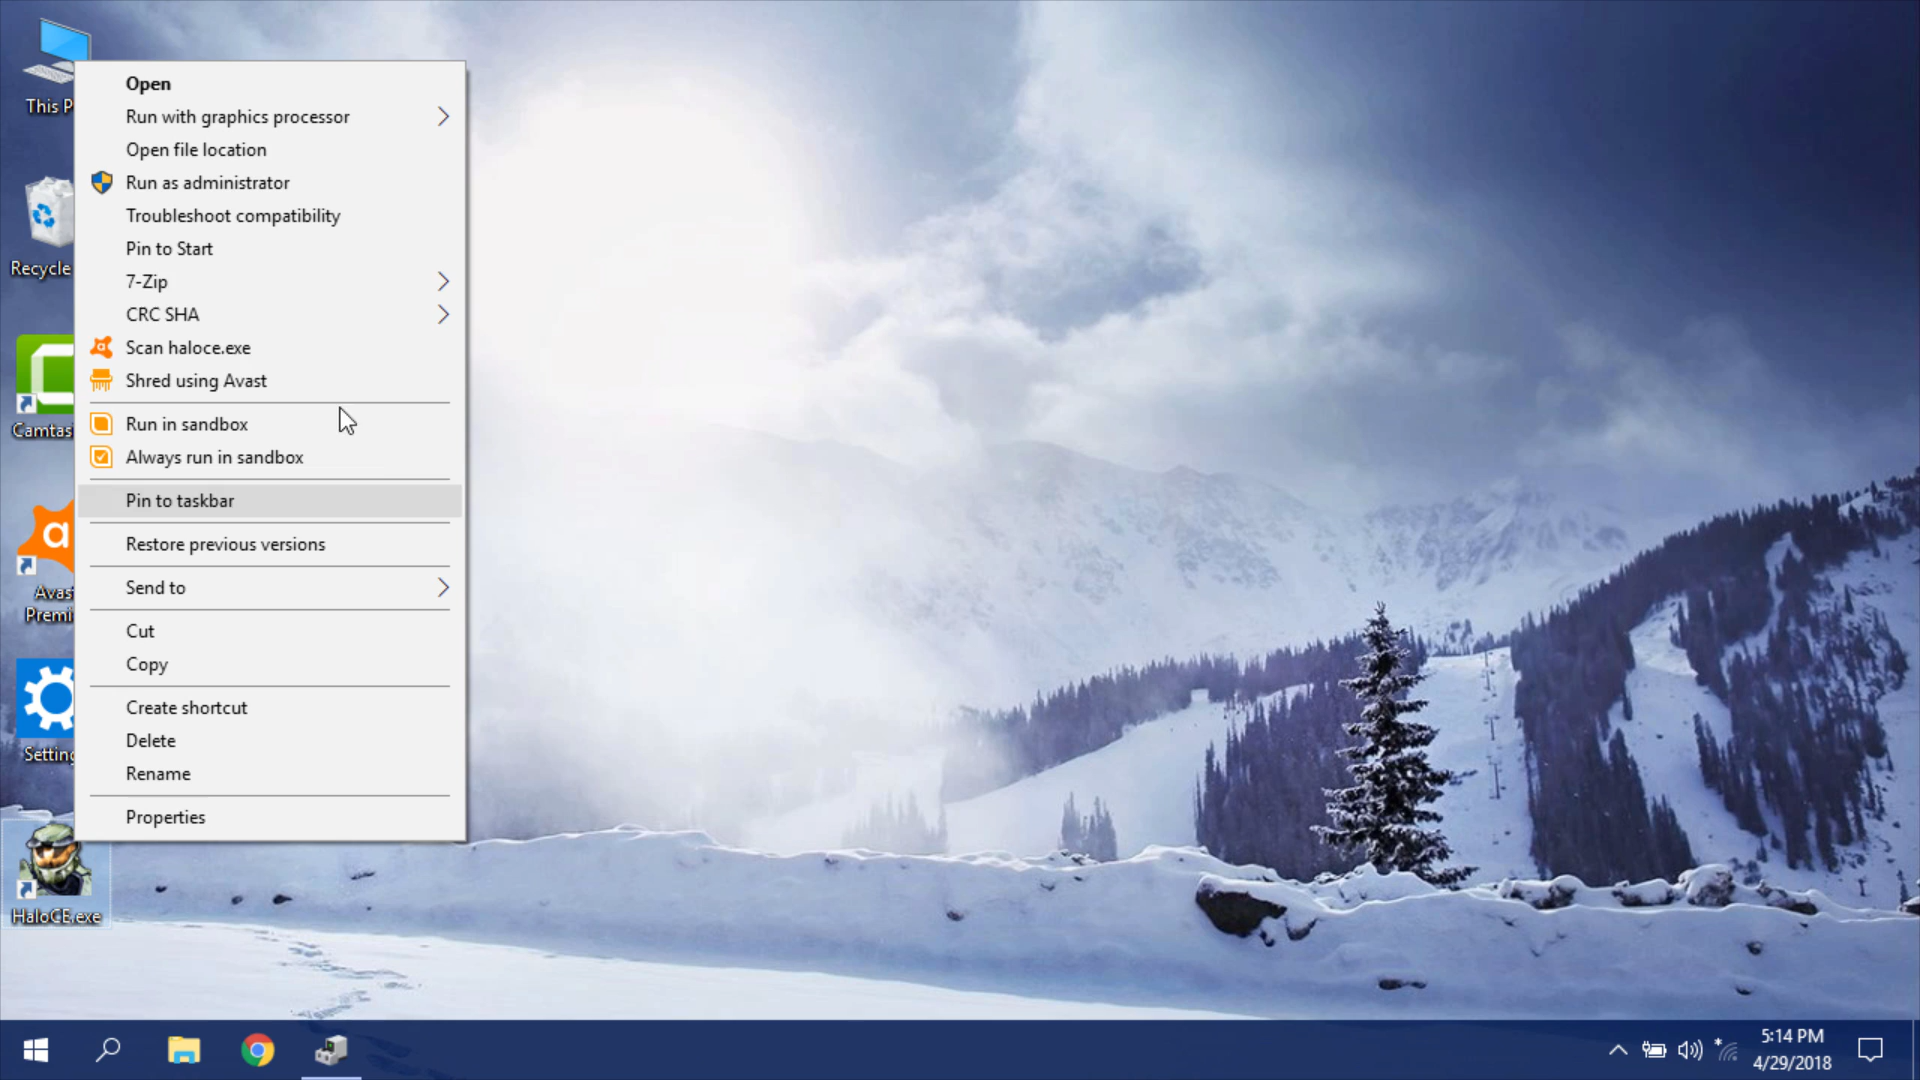 This P
Recycle
Camtas
Avas
Premi
Setting
HaloCE.exe
Open
Run with graphics processor
Open file location
Run as administrator
Troubleshoot compatibility
Pin to Start
7-Zip
CRC SHA
Scan haloce.exe
Shred using Avast
Run in sandbox
Always run in sandbox
Pin to taskbar
Restore previous versions
Send to
Cut
Copy
Create shortcut
Delete
Rename
Properties
5:14 PM
4/29/2018